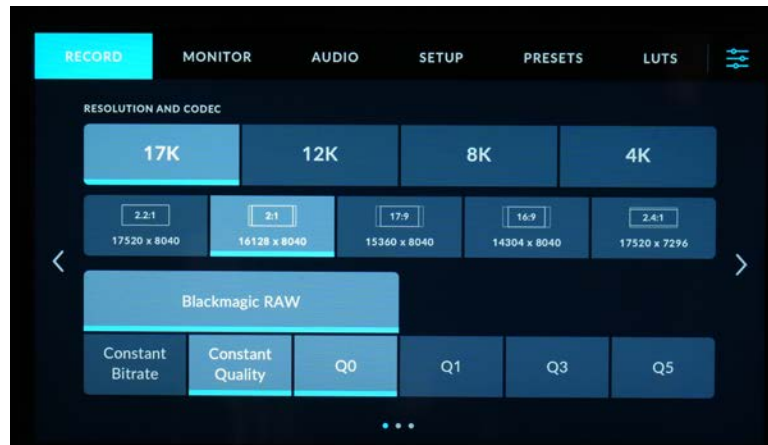 RECORD MONITOR AUDIO SETUP PRESETS LUTS
RESOLUTION AND CODEC
17K 12K 8K 4K
2.2:1 2:1 17:9 16:9 2.4:1
17520 x 8040 16128 x 8040 15360 x 8040 14304 x 8040 17520 x 7296
Blackmagic RAW
Constant Bitrate Constant Quality Q0 Q1 Q3 Q5